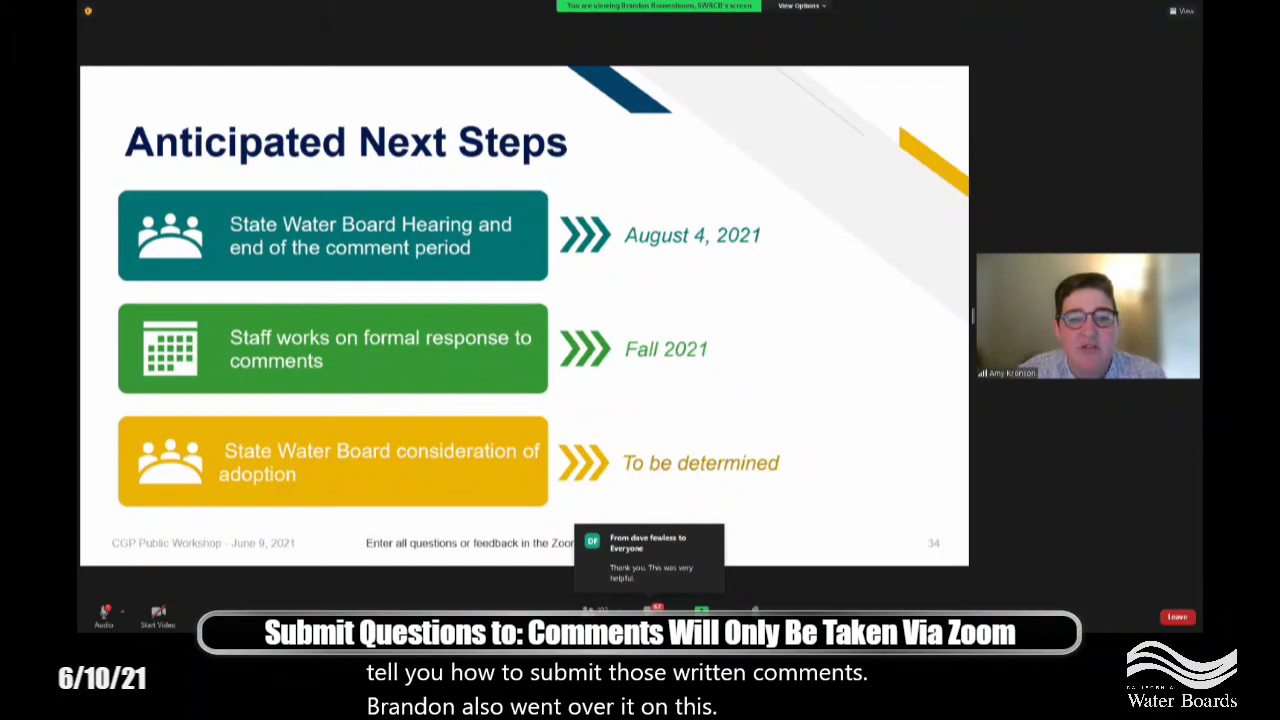 You are viewing Brandon Roosenboom, SWRCB's screen
View Options
View
Anticipated Next Steps
State Water Board Hearing and
end of the comment period
August 4, 2021
Staff works on formal response to
comments
Fall 2021
State Water Board consideration of
adoption
To be determined
Amy Kronson
CGP Public Workshop - June 9, 2021
Enter all questions or feedback in the Zoom
34
DF
From dave fewless to
Everyone
Thank you. This was very
helpful.
Audio
Start Video
67
Leave
Submit Questions to: Comments Will Only Be Taken Via Zoom
tell you how to submit those written comments.
Brandon also went over it on this.
6/10/21
CALIFORNIA
Water Boards